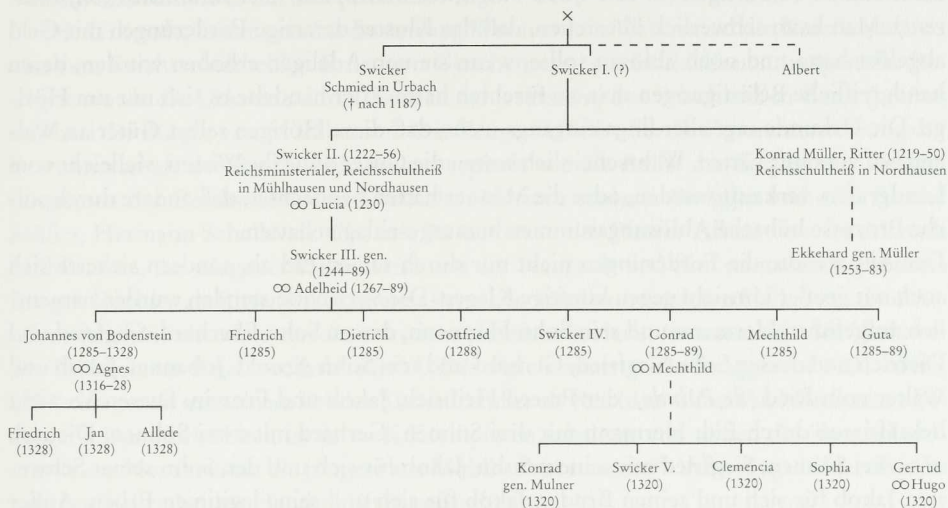 ×
Swicker
Schmied in Urbach
(† nach 1187)
Swicker I. (?)
Albert
Swicker II. (1222–56)
Reichsministerialer, Reichsschultheiß
in Mühlhausen und Nordhausen
∞ Lucia (1230)
Konrad Müller, Ritter (1219–50)
Reichsschultheiß in Nordhausen
Swicker III. gen.
(1244–89)
∞ Adelheid (1267–89)
Ekkehard gen. Müller
(1253–83)
Johannes von Bodenstein
(1285–1328)
∞ Agnes
(1316–28)
Friedrich
(1285)
Dietrich
(1285)
Gottfried
(1288)
Swicker IV.
(1285)
Conrad
(1285–89)
∞ Mechthild
Mechthild
(1285)
Guta
(1285–89)
Friedrich
(1328)
Jan
(1328)
Allede
(1328)
Konrad
gen. Mulner
(1320)
Swicker V.
(1320)
Clemencia
(1320)
Sophia
(1320)
Gertrud
∞ Hugo
(1320)